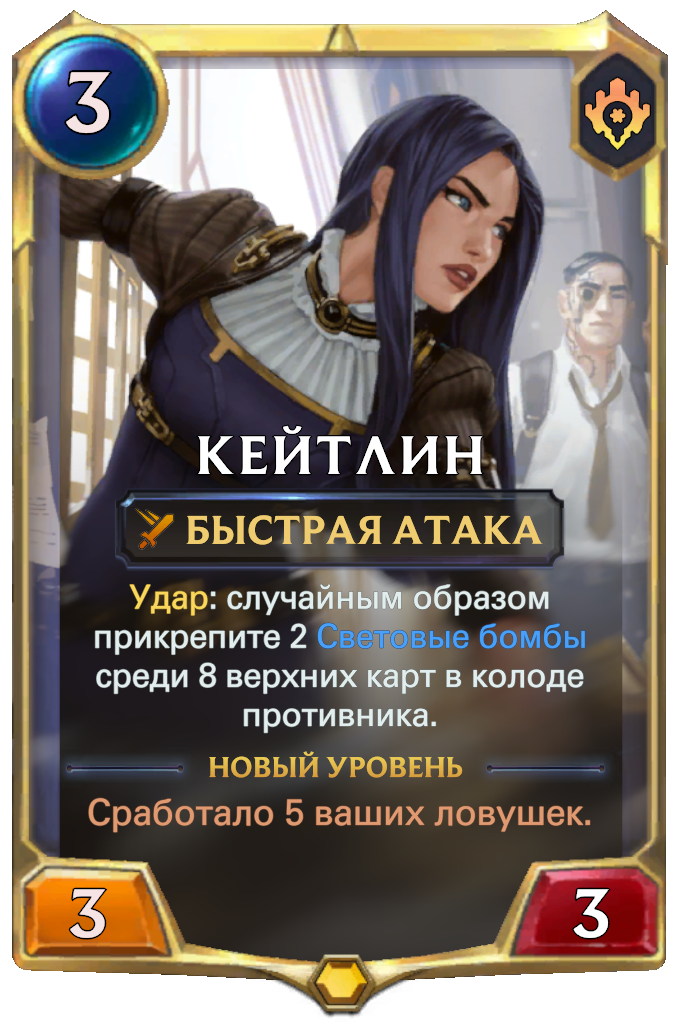 3
КЕЙТЛИН
БЫСТРАЯ АТАКА
Удар: случайным образом
прикрепите 2 Световые бомбы
среди 8 верхних карт в колоде
противника.
НОВЫЙ УРОВЕНЬ
Сработало 5 ваших ловушек.
3 3